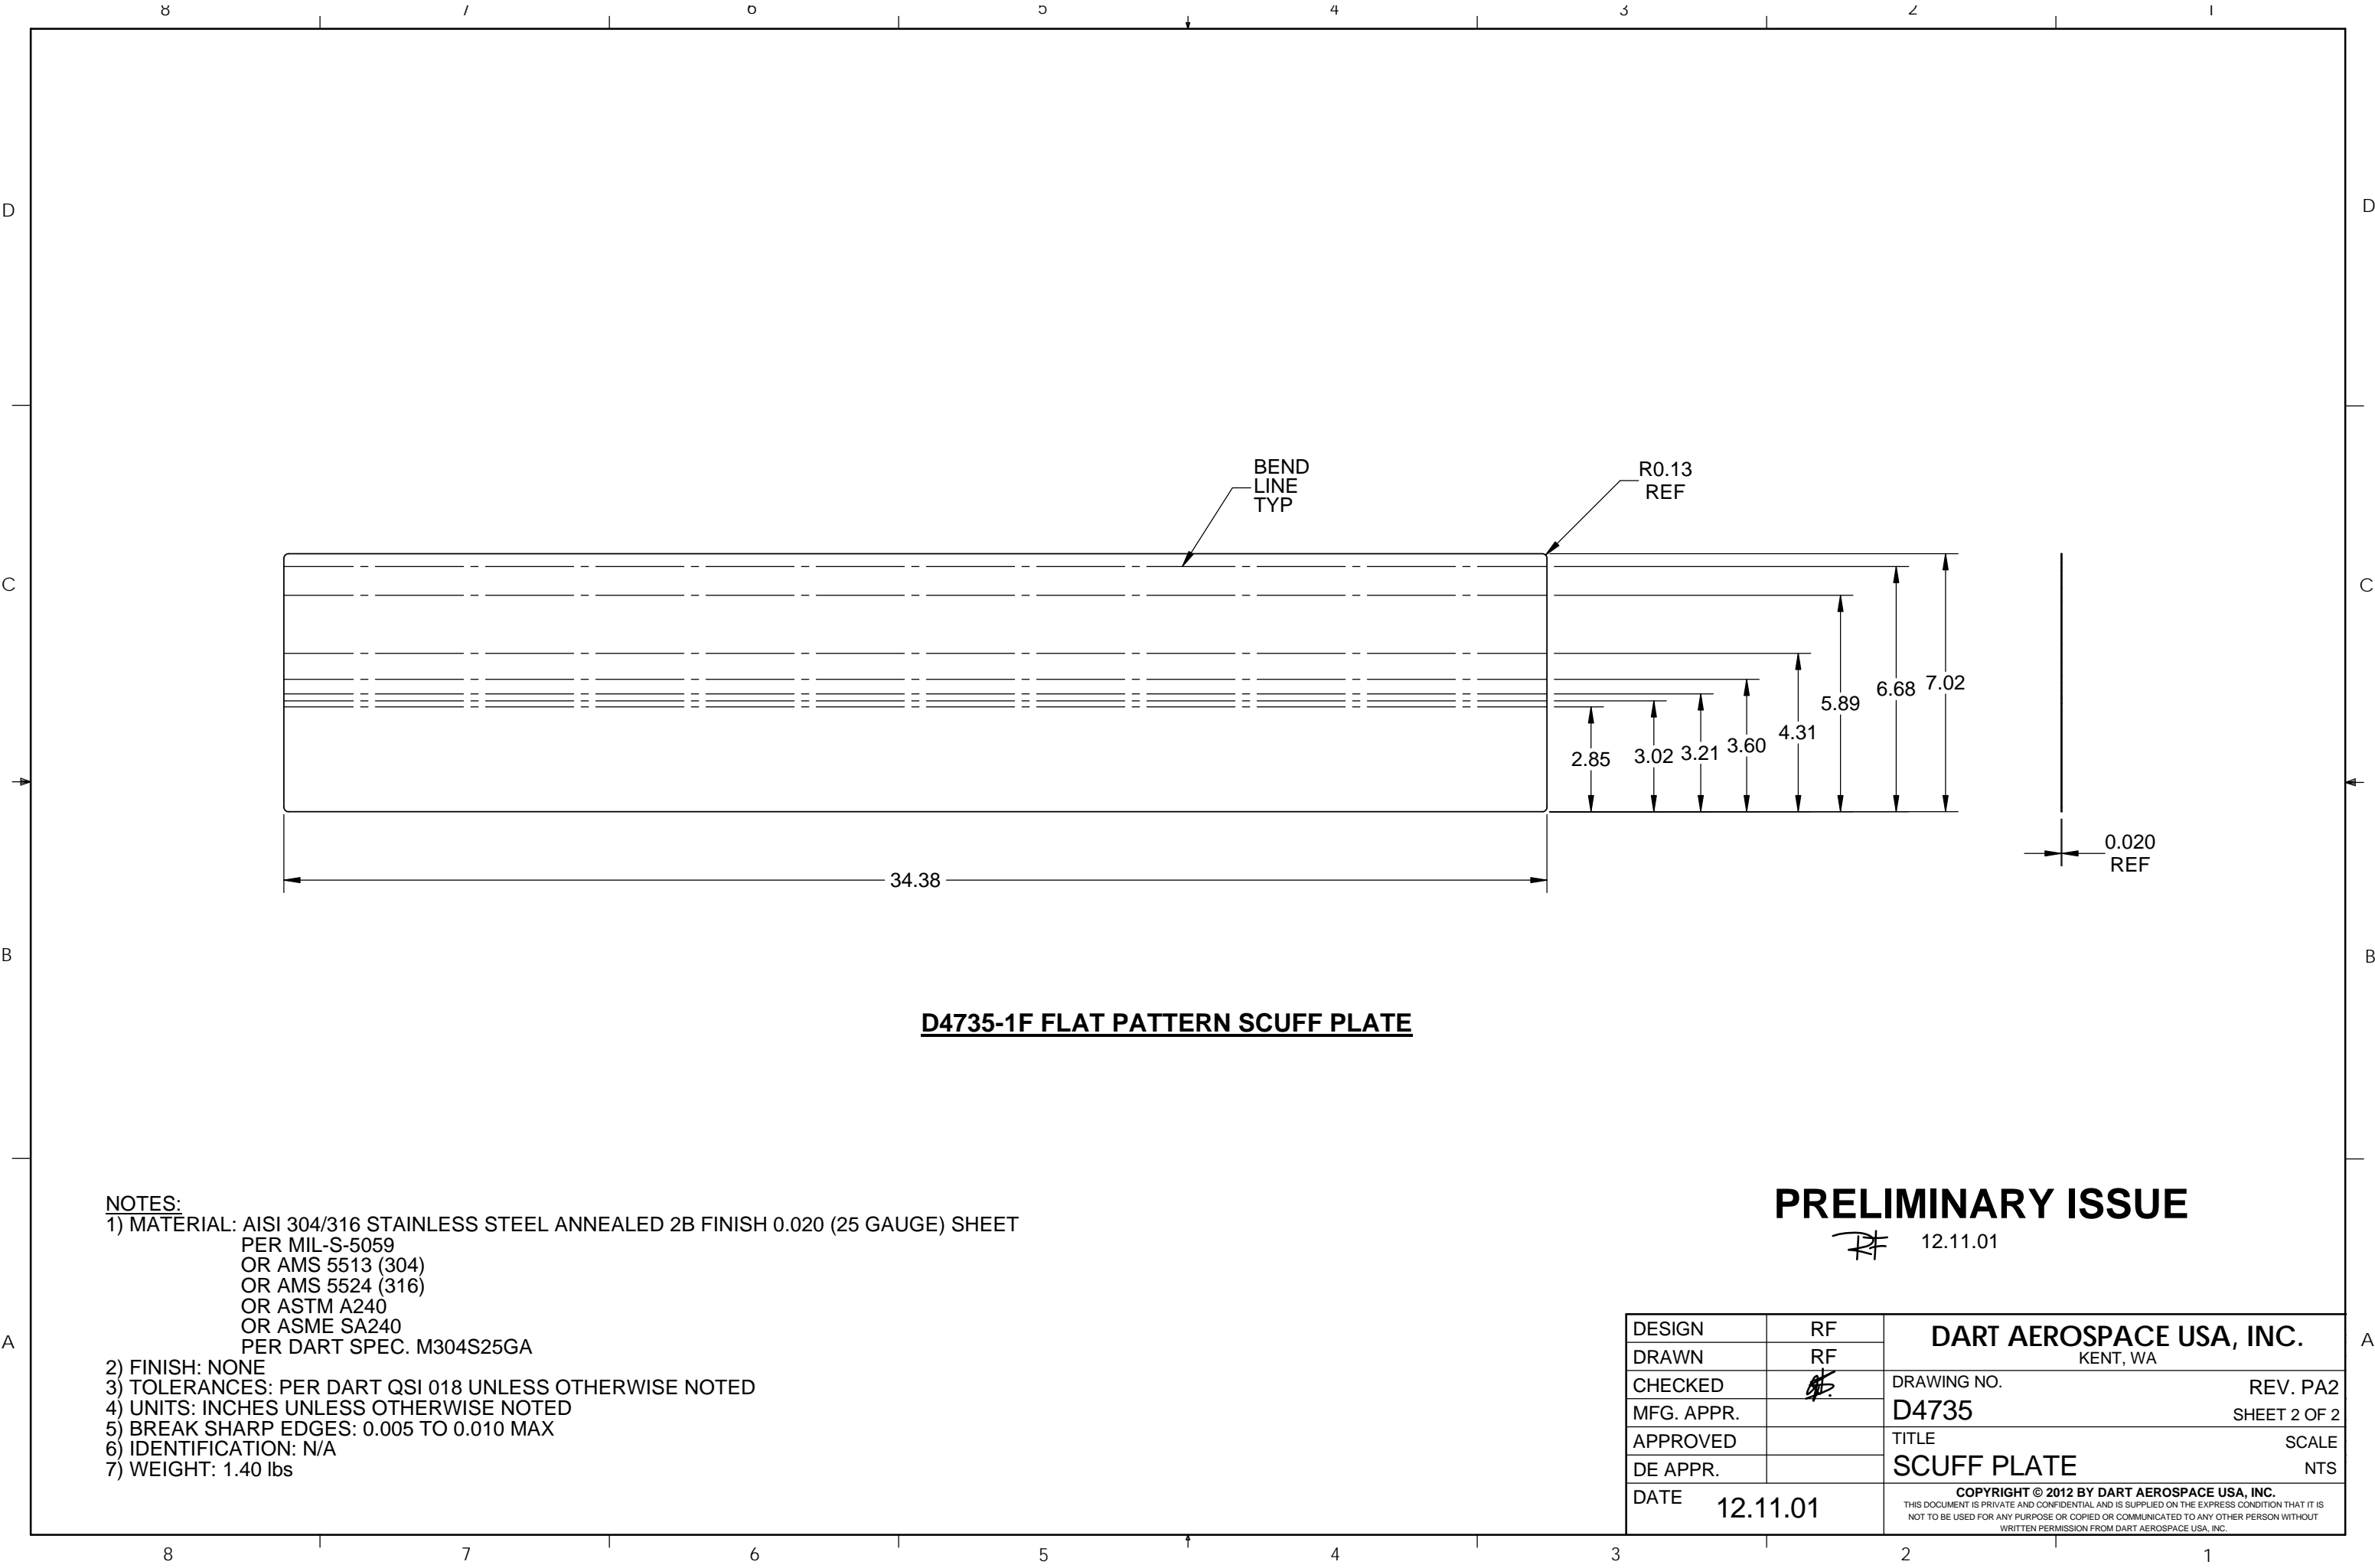 8 7 6 5 4 3 2 1
D D
BEND
LINE
TYP
R0.13
REF
C C
7.02
6.68
5.89
4.31
3.60
3.21
3.02
2.85
0.020
REF
34.38
B B
D4735-1F FLAT PATTERN SCUFF PLATE
NOTES:
1) MATERIAL: AISI 304/316 STAINLESS STEEL ANNEALED 2B FINISH 0.020 (25 GAUGE) SHEET
PER MIL-S-5059
OR AMS 5513 (304)
OR AMS 5524 (316)
OR ASTM A240
OR ASME SA240
PER DART SPEC. M304S25GA
2) FINISH: NONE
3) TOLERANCES: PER DART QSI 018 UNLESS OTHERWISE NOTED
4) UNITS: INCHES UNLESS OTHERWISE NOTED
5) BREAK SHARP EDGES: 0.005 TO 0.010 MAX
6) IDENTIFICATION: N/A
7) WEIGHT: 1.40 lbs
PRELIMINARY ISSUE
RF 12.11.01
A A
DESIGN RF
DRAWN RF
CHECKED
MFG. APPR.
APPROVED
DE APPR.
DATE 12.11.01
DART AEROSPACE USA, INC.
KENT, WA
DRAWING NO. REV. PA2
D4735 SHEET 2 OF 2
TITLE SCALE
SCUFF PLATE NTS
COPYRIGHT © 2012 BY DART AEROSPACE USA, INC.
THIS DOCUMENT IS PRIVATE AND CONFIDENTIAL AND IS SUPPLIED ON THE EXPRESS CONDITION THAT IT IS
NOT TO BE USED FOR ANY PURPOSE OR COPIED OR COMMUNICATED TO ANY OTHER PERSON WITHOUT
WRITTEN PERMISSION FROM DART AEROSPACE USA, INC.
8 7 6 5 4 3 2 1